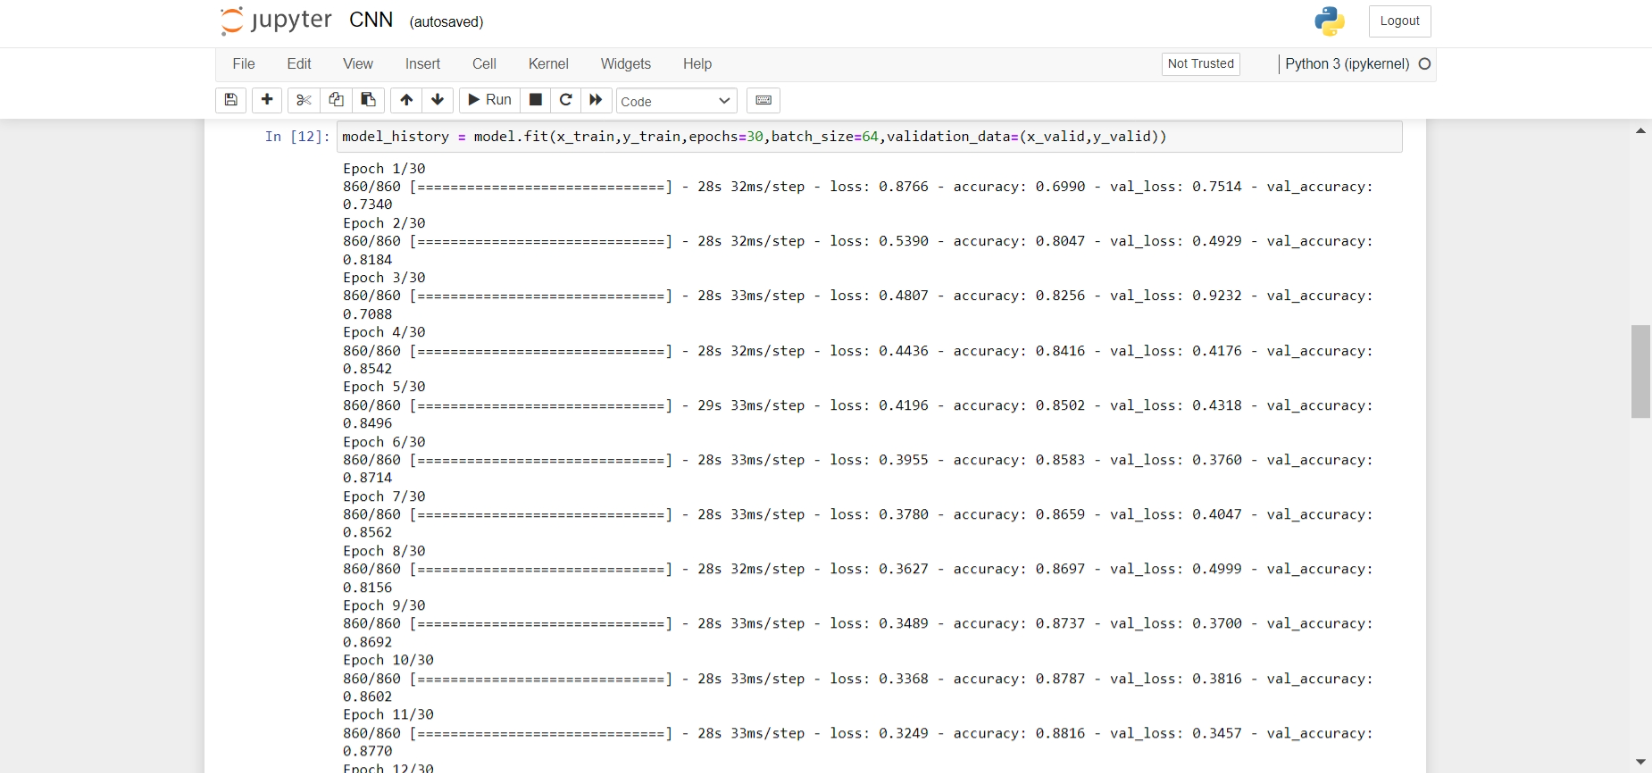 jupyter CNN (autosaved) Logout
File Edit View Insert Cell Kernel Widgets Help Not Trusted Python 3 (ipykernel)
Run Code
In [12]: model_history = model.fit(x_train,y_train,epochs=30,batch_size=64,validation_data=(x_valid,y_valid))
Epoch 1/30
860/860 [==============================] - 28s 32ms/step - loss: 0.8766 - accuracy: 0.6990 - val_loss: 0.7514 - val_accuracy:
0.7340
Epoch 2/30
860/860 [==============================] - 28s 32ms/step - loss: 0.5390 - accuracy: 0.8047 - val_loss: 0.4929 - val_accuracy:
0.8184
Epoch 3/30
860/860 [==============================] - 28s 33ms/step - loss: 0.4807 - accuracy: 0.8256 - val_loss: 0.9232 - val_accuracy:
0.7088
Epoch 4/30
860/860 [==============================] - 28s 32ms/step - loss: 0.4436 - accuracy: 0.8416 - val_loss: 0.4176 - val_accuracy:
0.8542
Epoch 5/30
860/860 [==============================] - 29s 33ms/step - loss: 0.4196 - accuracy: 0.8502 - val_loss: 0.4318 - val_accuracy:
0.8496
Epoch 6/30
860/860 [==============================] - 28s 33ms/step - loss: 0.3955 - accuracy: 0.8583 - val_loss: 0.3760 - val_accuracy:
0.8714
Epoch 7/30
860/860 [==============================] - 28s 33ms/step - loss: 0.3780 - accuracy: 0.8659 - val_loss: 0.4047 - val_accuracy:
0.8562
Epoch 8/30
860/860 [==============================] - 28s 32ms/step - loss: 0.3627 - accuracy: 0.8697 - val_loss: 0.4999 - val_accuracy:
0.8156
Epoch 9/30
860/860 [==============================] - 28s 33ms/step - loss: 0.3489 - accuracy: 0.8737 - val_loss: 0.3700 - val_accuracy:
0.8692
Epoch 10/30
860/860 [==============================] - 28s 33ms/step - loss: 0.3368 - accuracy: 0.8787 - val_loss: 0.3816 - val_accuracy:
0.8602
Epoch 11/30
860/860 [==============================] - 28s 33ms/step - loss: 0.3249 - accuracy: 0.8816 - val_loss: 0.3457 - val_accuracy:
0.8770
Epoch 12/30